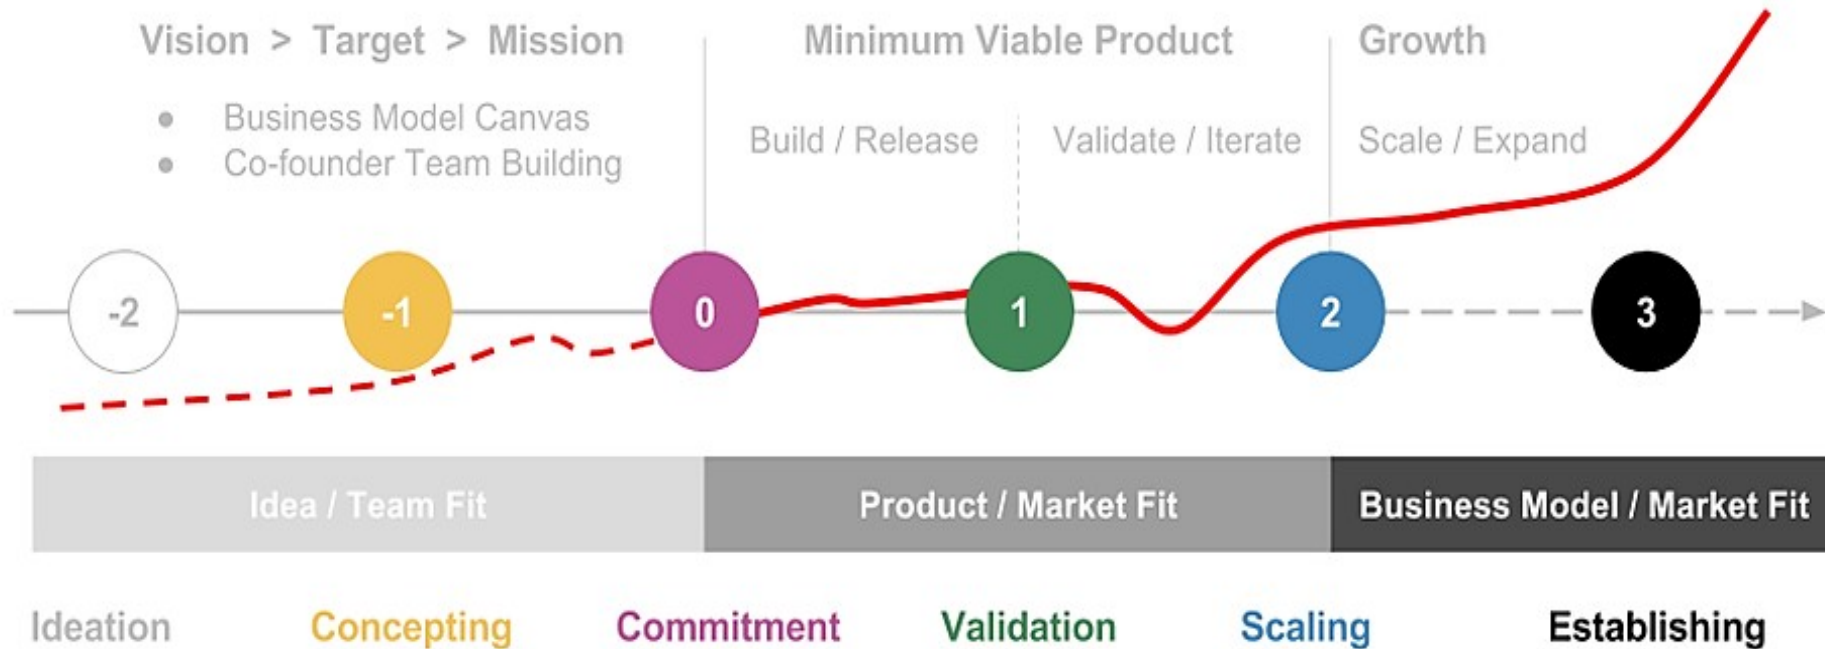 Vision > Target > Mission
Minimum Viable Product
Growth
● Business Model Canvas
● Co-founder Team Building
Build / Release
Validate / Iterate
Scale / Expand
-2
-1
0
1
2
3
Idea / Team Fit
Product / Market Fit
Business Model / Market Fit
Ideation
Concepting
Commitment
Validation
Scaling
Establishing